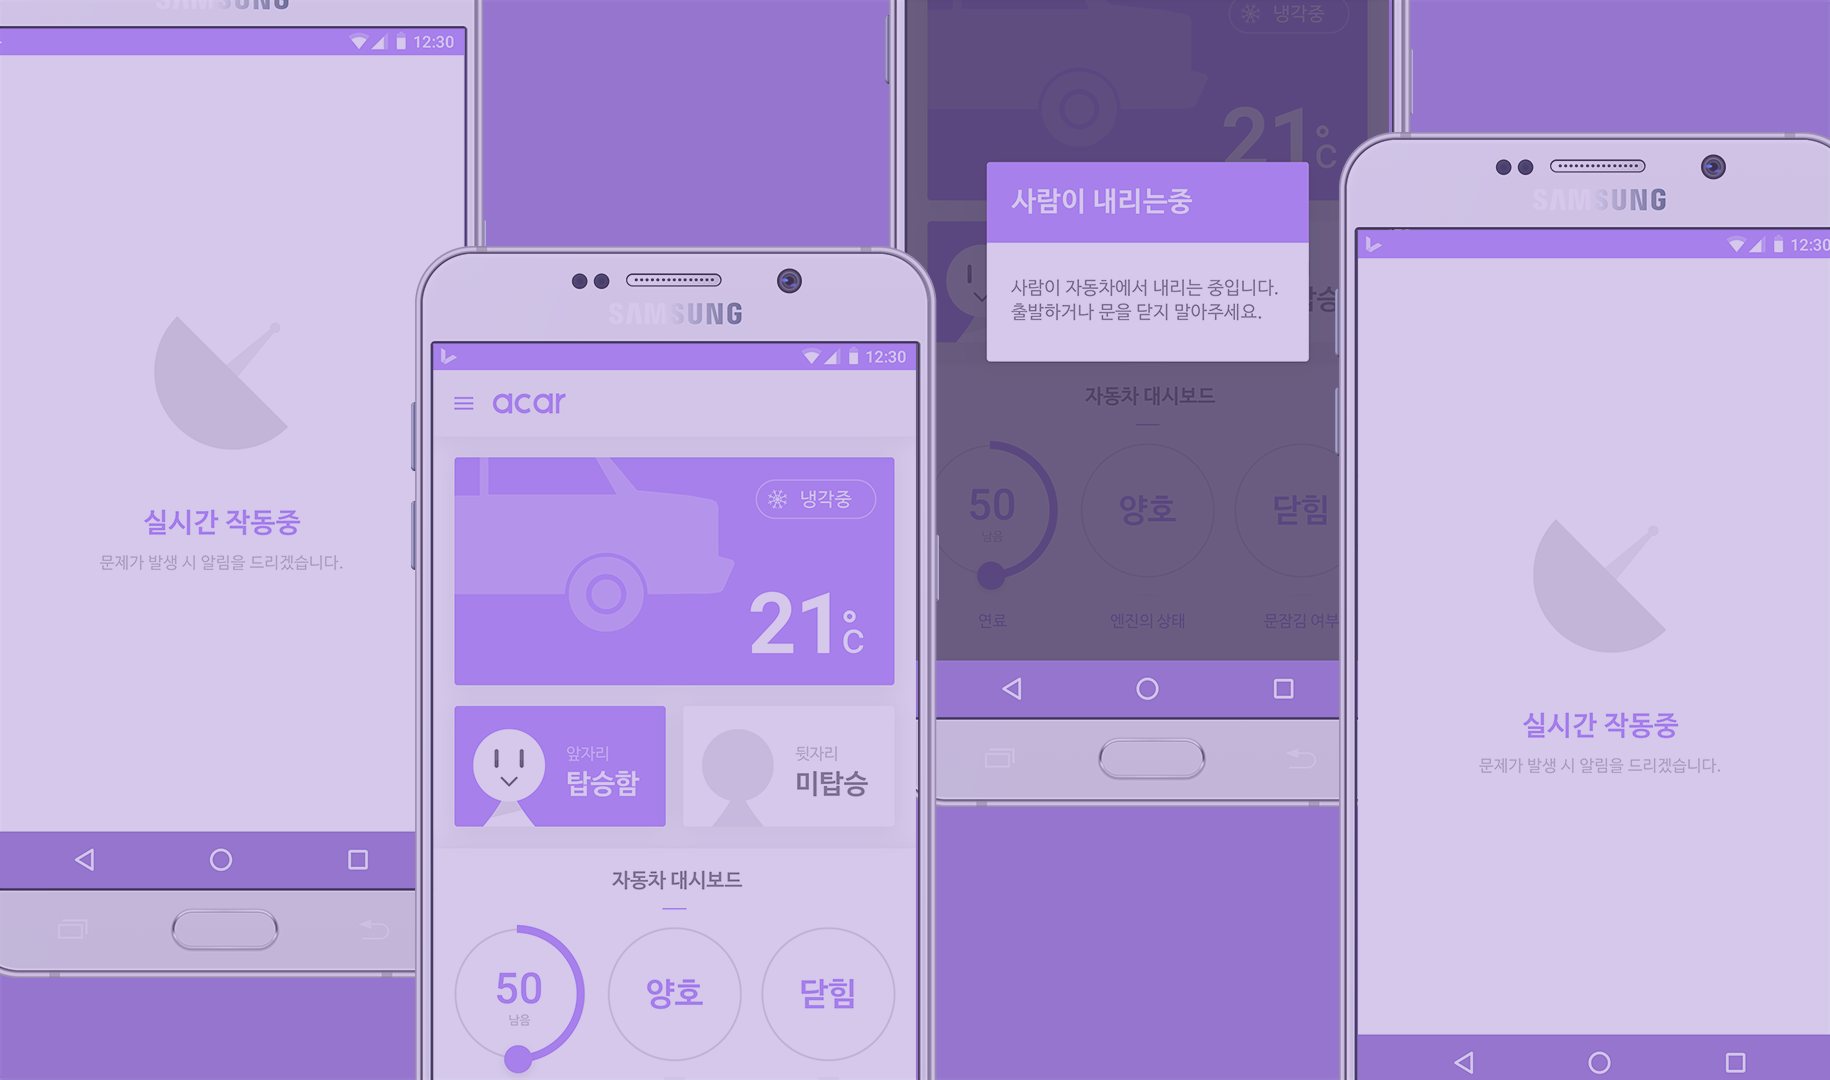 SAMSUNG
12:30
실시간 작동중
문제가 발생 시 알림을 드리겠습니다.
SAMSUNG
12:30
acar
냉각중
21°C
앞자리
탑승함
뒷자리
미탑승
자동차 대시보드
50
남음
양호
닫힘
냉각중
21°C
사람이 내리는중
사람이 자동차에서 내리는 중입니다.
출발하거나 문을 닫지 말아주세요.
탑승
자동차 대시보드
50
남음
양호
닫힘
연료
엔진의 상태
문잠김 여부
SAMSUNG
12:30
실시간 작동중
문제가 발생 시 알림을 드리겠습니다.